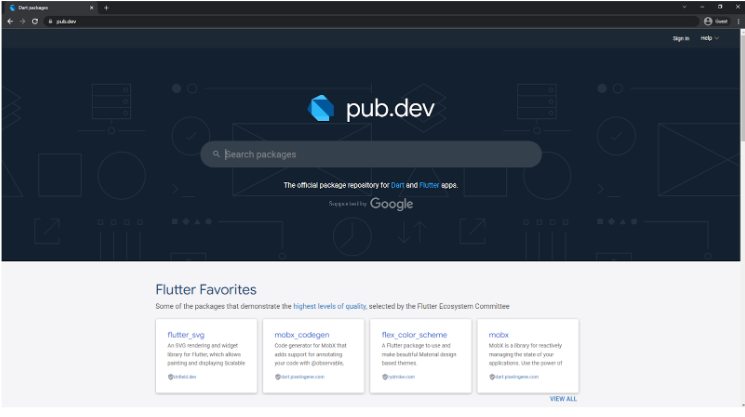 Dart packages
pub.dev
Guest
Sign in Help
pub.dev
Search packages
The official package repository for Dart and Flutter apps.
Supported by Google
Flutter Favorites
Some of the packages that demonstrate the highest levels of quality, selected by the Flutter Ecosystem Committee
flutter_svg
An SVG rendering and widget
library for Flutter, which allows
painting and displaying Scalable
dnfield.dev
mobx_codegen
Code generator for MobX that
adds support for annotating
your code with @observable,
dart.pixelingene.com
flex_color_scheme
A Flutter package to use and
make beautiful Material design
based themes.
rydmike.com
mobx
MobX is a library for reactively
managing the state of your
applications. Use the power of
dart.pixelingene.com
VIEW ALL